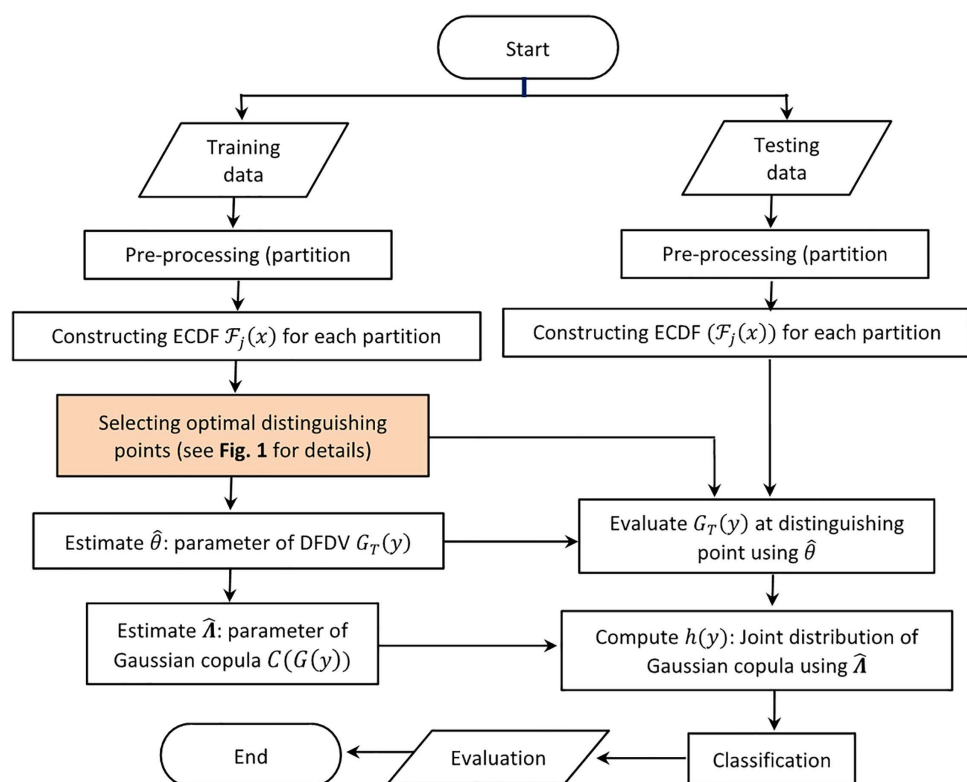 Start
Training
data
Testing
data
Pre-processing (partition
Pre-processing (partition
Constructing ECDF ℱⱼ(x) for each partition
Constructing ECDF (ℱⱼ(x)) for each partition
Selecting optimal distinguishing
points (see Fig. 1 for details)
Estimate θ̂: parameter of DFDV G_T(y)
Evaluate G_T(y) at distinguishing
point using θ̂
Estimate Λ̂: parameter of
Gaussian copula C(G(y))
Compute h(y): Joint distribution of
Gaussian copula using Λ̂
End
Evaluation
Classification